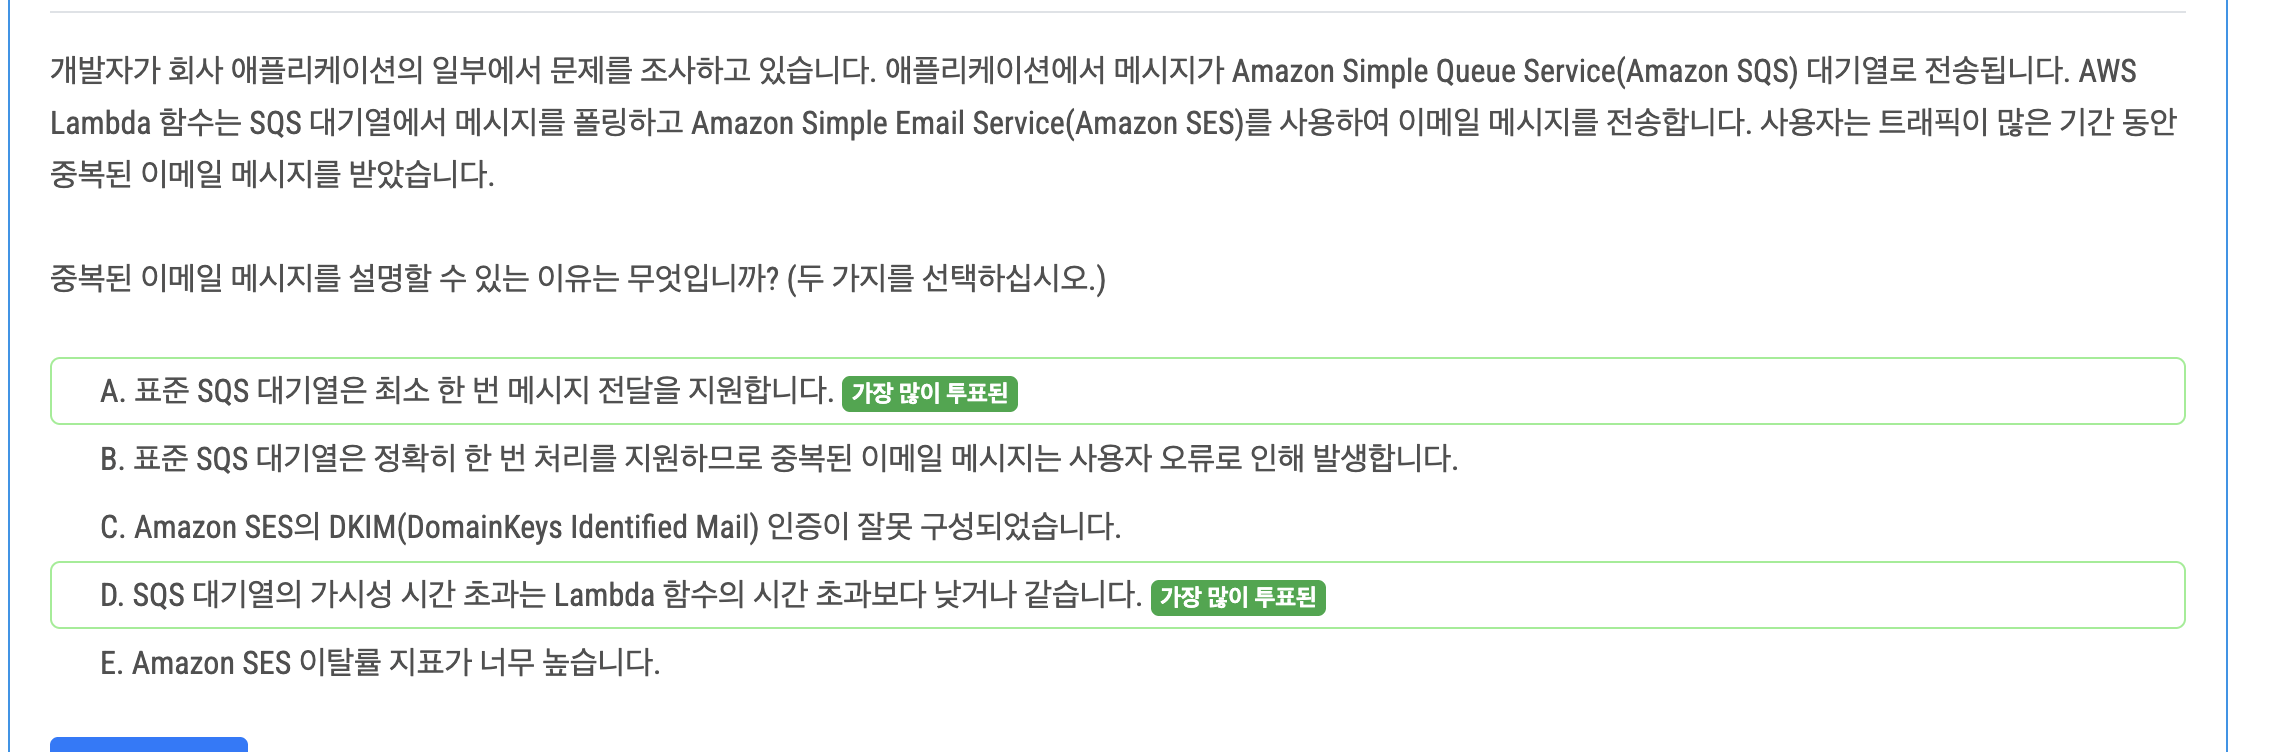 개발자가 회사 애플리케이션의 일부에서 문제를 조사하고 있습니다. 애플리케이션에서 메시지가 Amazon Simple Queue Service(Amazon SQS) 대기열로 전송됩니다. AWS
Lambda 함수는 SQS 대기열에서 메시지를 폴링하고 Amazon Simple Email Service(Amazon SES)를 사용하여 이메일 메시지를 전송합니다. 사용자는 트래픽이 많은 기간 동안
중복된 이메일 메시지를 받았습니다.
중복된 이메일 메시지를 설명할 수 있는 이유는 무엇입니까? (두 가지를 선택하십시오.)
A. 표준 SQS 대기열은 최소 한 번 메시지 전달을 지원합니다. 가장 많이 투표된
B. 표준 SQS 대기열은 정확히 한 번 처리를 지원하므로 중복된 이메일 메시지는 사용자 오류로 인해 발생합니다.
C. Amazon SES의 DKIM(DomainKeys Identified Mail) 인증이 잘못 구성되었습니다.
D. SQS 대기열의 가시성 시간 초과는 Lambda 함수의 시간 초과보다 낮거나 같습니다. 가장 많이 투표된
E. Amazon SES 이탈률 지표가 너무 높습니다.